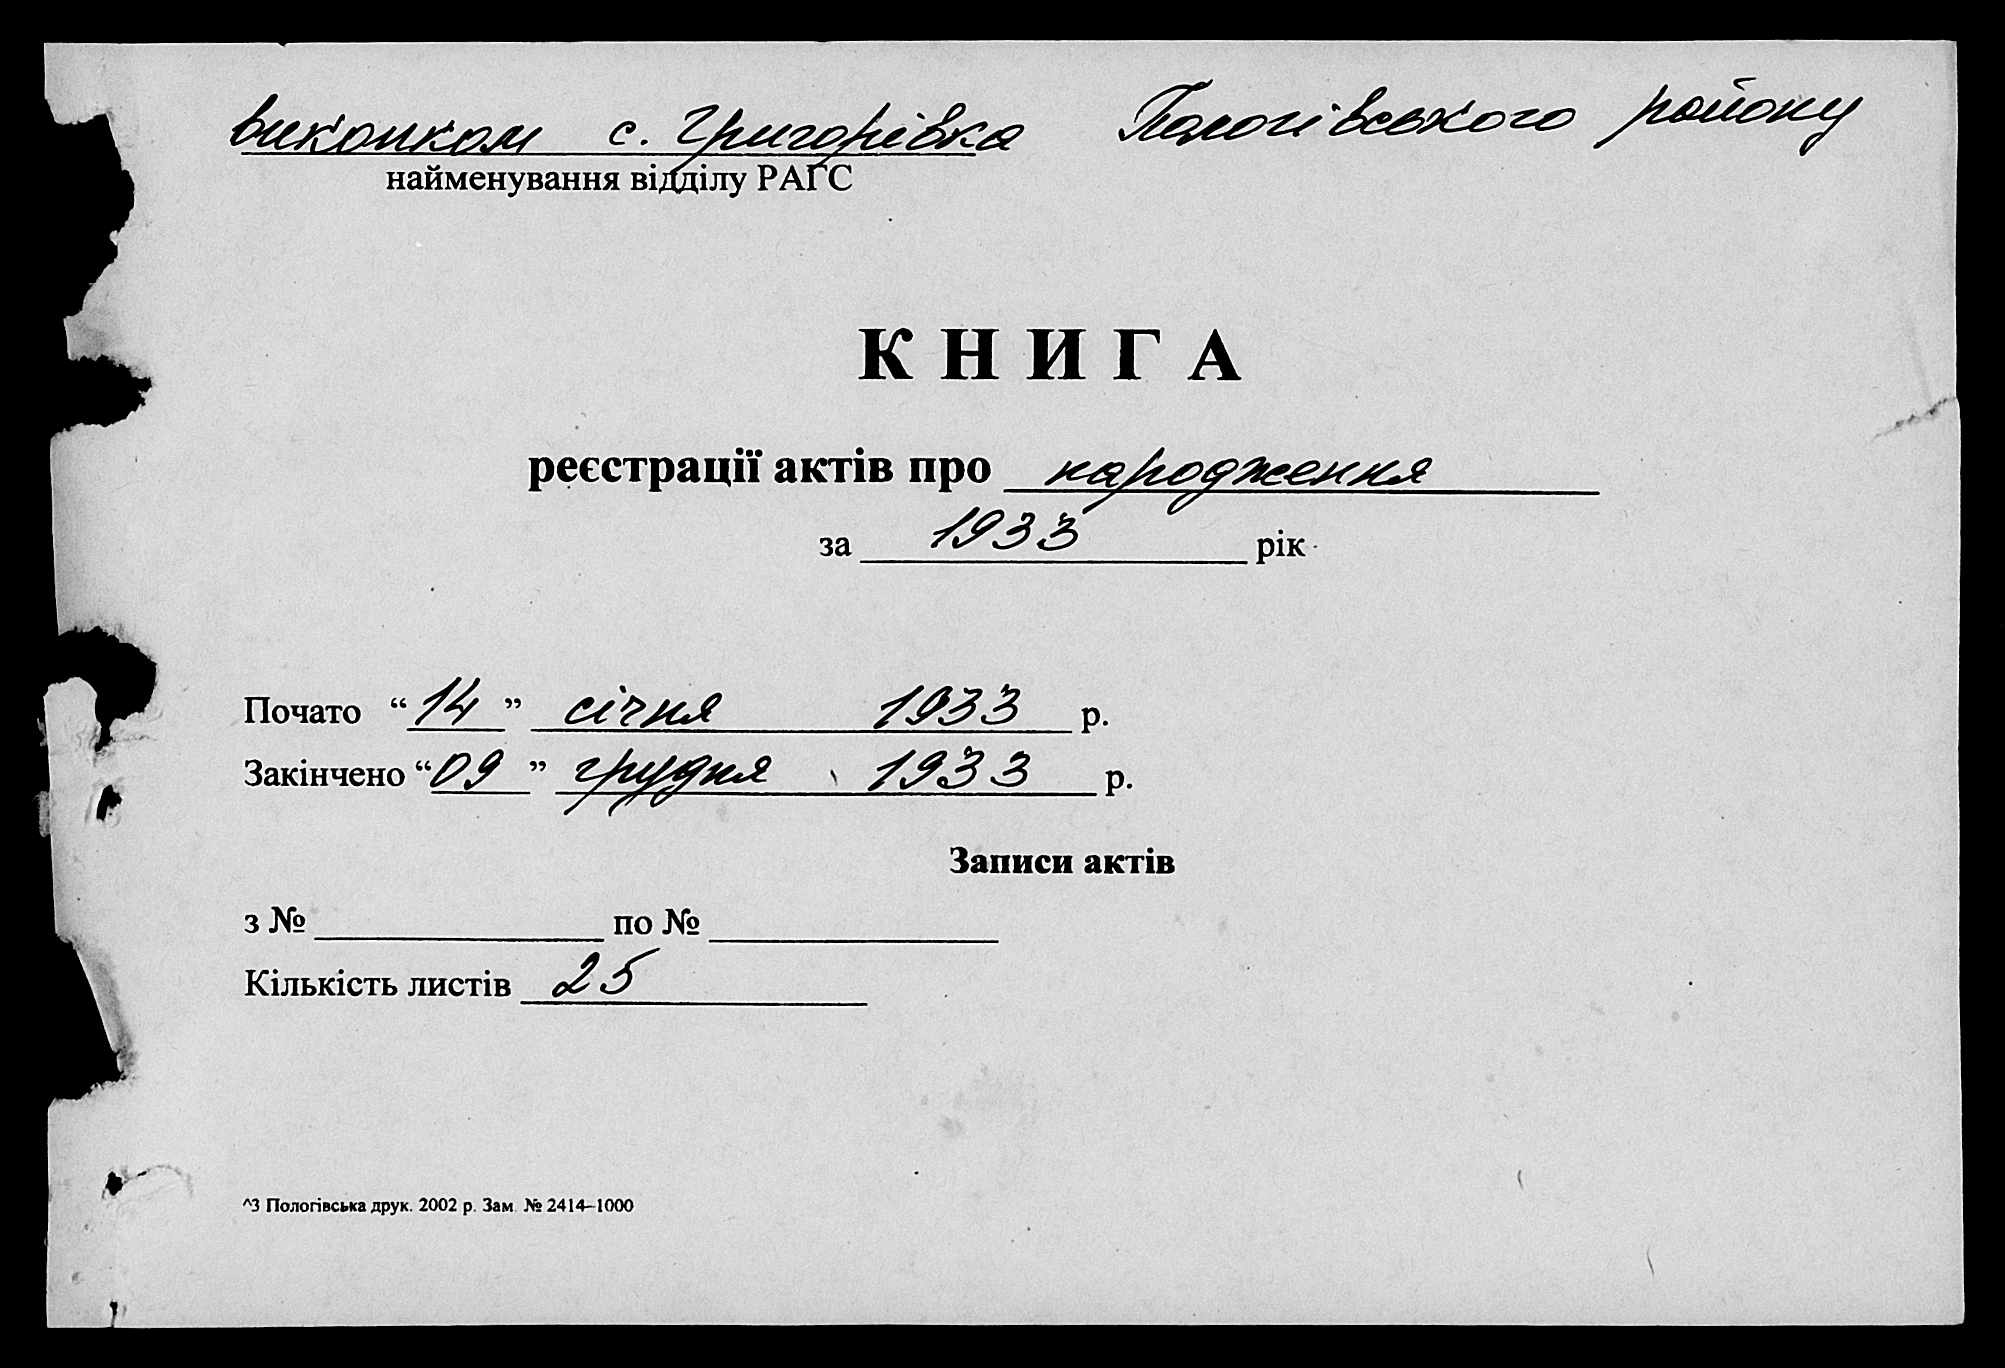 виконком с. Григорівка Пологівського району
найменування відділу РАГС
КНИГА
реєстрації актів про народження
за 1933 рік
Почато “14” січня 1933 р.
Закінчено “09” грудня 1933 р.
Записи актів
з № по №
Кількість листів 25
^З Пологівська друк. 2002 р. Зам. № 2414–1000